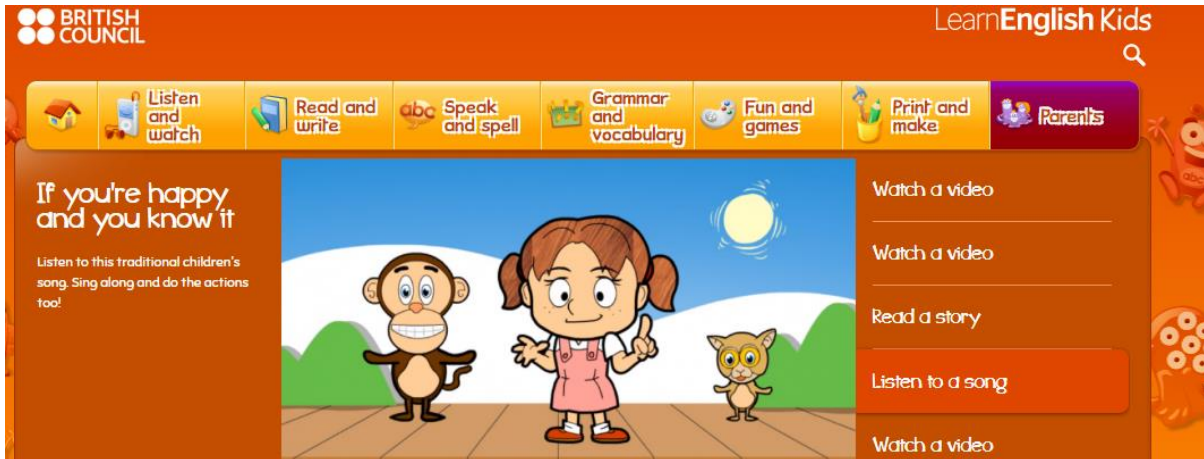 BRITISH
COUNCIL
LearnEnglish Kids
Listen
and
watch
Read and
write
abc
Speak
and spell
Grammar
and
vocabulary
Fun and
games
Print and
make
Parents
If you're happy
and you know it
Listen to this traditional children's
song. Sing along and do the actions
too!
Watch a video
Watch a video
Read a story
Listen to a song
Watch a video
abc